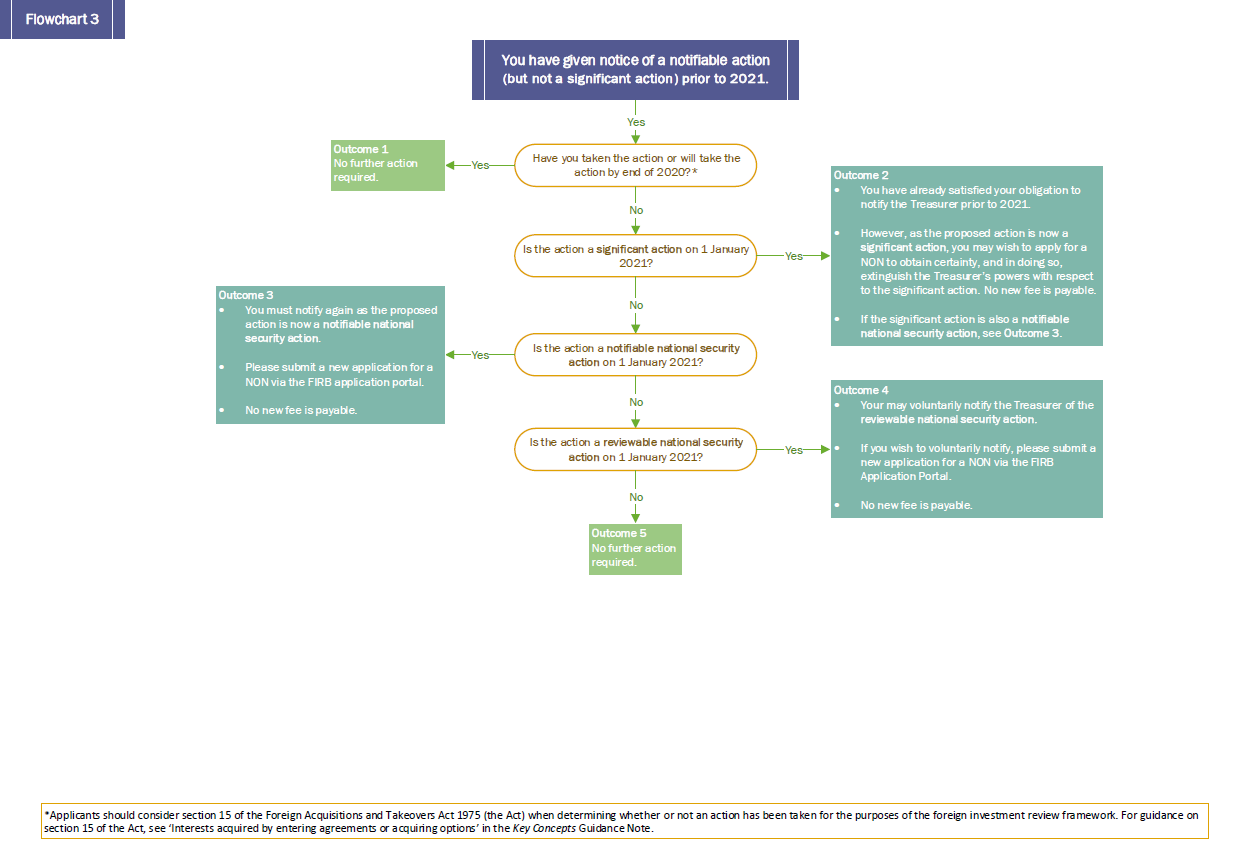 Flowchart 3
You have given notice of a notifiable action
(but not a significant action) prior to 2021.
Yes
Have you taken the action or will take the
action by end of 2020?*
Yes
Outcome 1
No further action
required.
No
Is the action a significant action on 1 January
2021?
Yes
Outcome 2
• You have already satisfied your obligation to
notify the Treasurer prior to 2021.
• However, as the proposed action is now a
significant action, you may wish to apply for a
NON to obtain certainty, and in doing so,
extinguish the Treasurer's powers with respect
to the significant action. No new fee is payable.
• If the significant action is also a notifiable
national security action, see Outcome 3.
No
Is the action a notifiable national security
action on 1 January 2021?
Yes
Outcome 3
• You must notify again as the proposed
action is now a notifiable national
security action.
• Please submit a new application for a
NON via the FIRB application portal.
• No new fee is payable.
No
Is the action a reviewable national security
action on 1 January 2021?
Yes
Outcome 4
• Your may voluntarily notify the Treasurer of the
reviewable national security action.
• If you wish to voluntarily notify, please submit a
new application for a NON via the FIRB
Application Portal.
• No new fee is payable.
No
Outcome 5
No further action
required.
*Applicants should consider section 15 of the Foreign Acquisitions and Takeovers Act 1975 (the Act) when determining whether or not an action has been taken for the purposes of the foreign investment review framework. For guidance on
section 15 of the Act, see 'Interests acquired by entering agreements or acquiring options' in the Key Concepts Guidance Note.